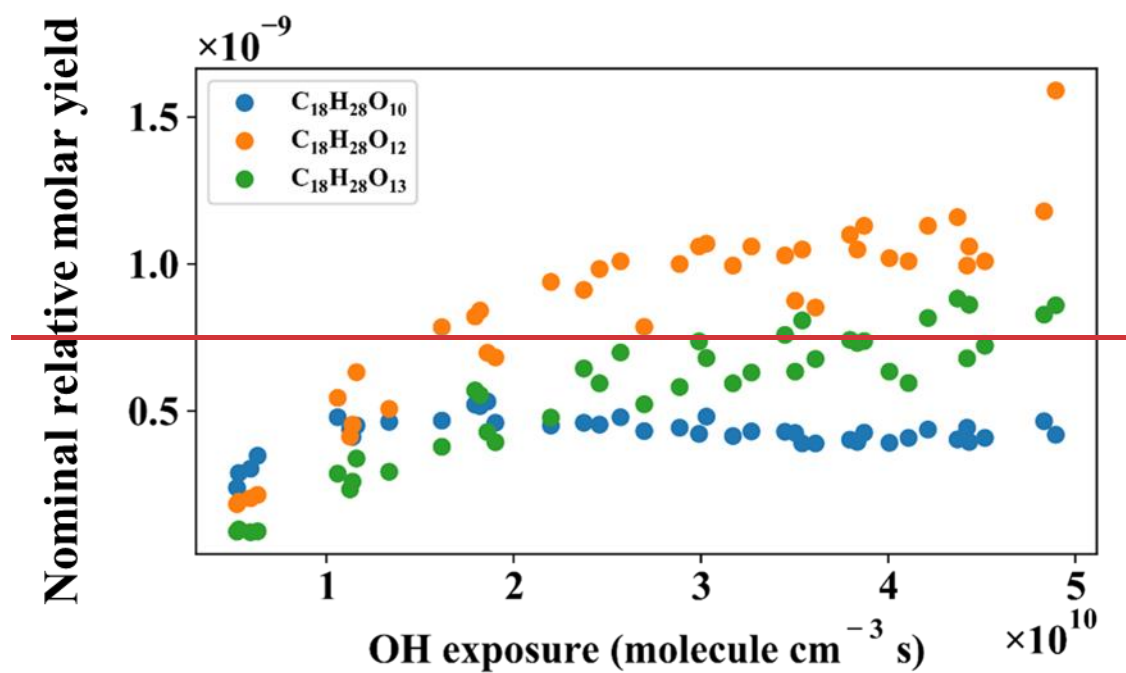 ×10⁻⁹
Nominal relative molar yield
C₁₈H₂₈O₁₀
C₁₈H₂₈O₁₂
C₁₈H₂₈O₁₃
1.5
1.0
0.5
1 2 3 4 5
×10¹⁰
OH exposure (molecule cm⁻³ s)